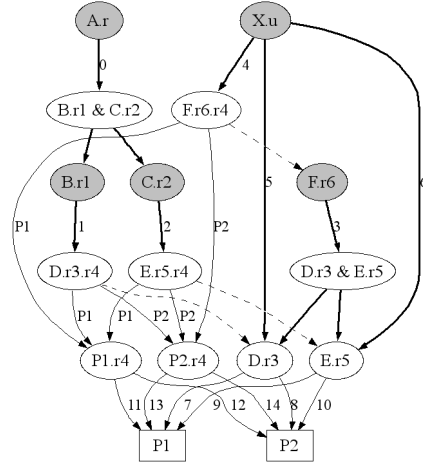 A.r X.u
0 4
B.r1 & C.r2 F.r6.r4
B.r1 C.r2 F.r6
5 6
P1 1 2 P2 3
D.r3.r4 E.r5.r4 D.r3 & E.r5
P1 P1 P2 P2
P1.r4 P2.r4 D.r3 E.r5
11 13 7 9 12 14 8 10
P1 P2